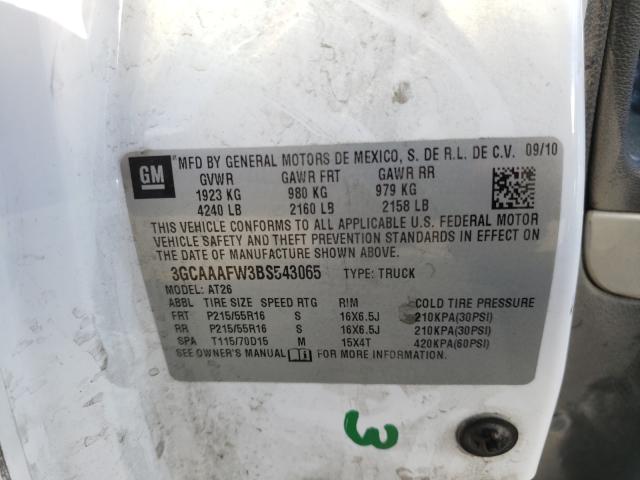 GM
MFD BY GENERAL MOTORS DE MEXICO, S. DE R.L. DE C.V. 09/10
GVWR GAWR FRT GAWR RR
1923 KG 980 KG 979 KG
4240 LB 2160 LB 2158 LB
THIS VEHICLE CONFORMS TO ALL APPLICABLE U.S. FEDERAL MOTOR
VEHICLE SAFETY AND THEFT PREVENTION STANDARDS IN EFFECT ON
THE DATE OF MANUFACTURE SHOWN ABOVE.
3GCAAAFW3BS543065 TYPE: TRUCK
MODEL: AT26
ABBL TIRE SIZE SPEED RTG RIM COLD TIRE PRESSURE
FRT P215/55R16 S 16X6.5J 210KPA(30PSI)
RR P215/55R16 S 16X6.5J 210KPA(30PSI)
SPA T115/70D15 M 15X4T 420KPA(60PSI)
SEE OWNER'S MANUAL FOR MORE INFORMATION.
3